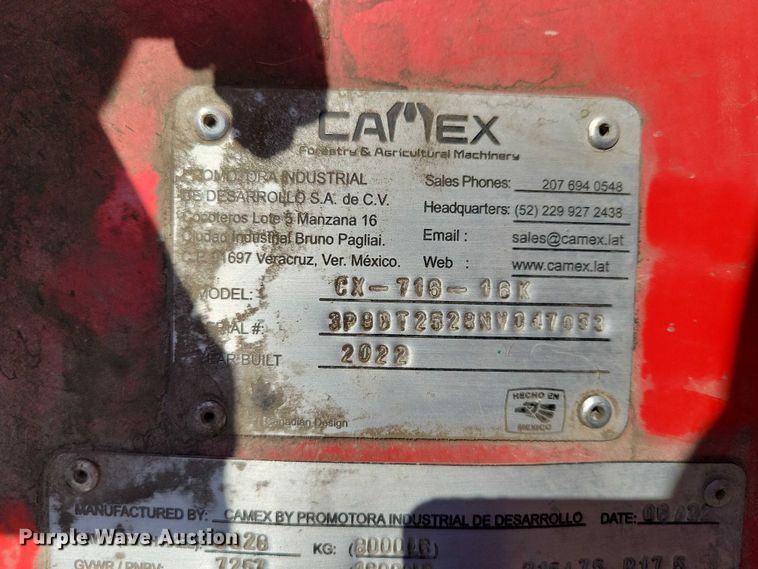 CAMEX
Forestry & Agricultural Machinery
PROMOTORA INDUSTRIAL
DE DESARROLLO S.A. de C.V.
Cocoteros Lote 5 Manzana 16
Ciudad Industrial Bruno Pagliai.
C.P. 91697 Veracruz, Ver. México.
Sales Phones: 207 694 0548
Headquarters: (52) 229 927 2438
Email : sales@camex.lat
Web : www.camex.lat
MODEL: CX-716-16K
SERIAL #:
YEAR BUILT 2022
Canadian Design
HECHO EN
MEXICO
MANUFACTURED BY: CAMEX BY PROMOTORA INDUSTRIAL DE DESARROLLO DATE:
KG:
GVWR / PNBV: 7257
Purple Wave Auction